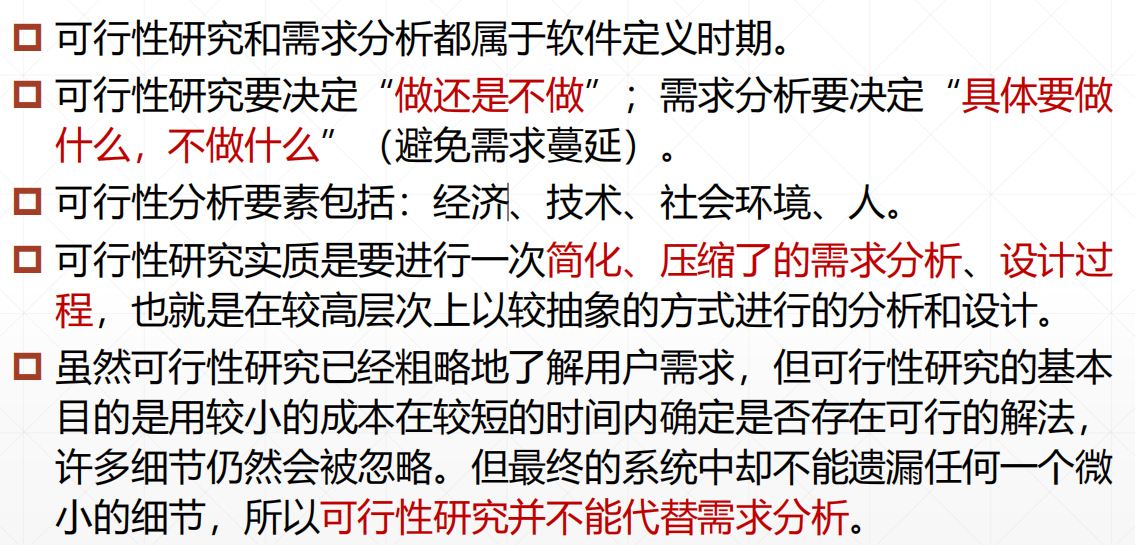 可行性研究和需求分析都属于软件定义时期。
可行性研究要决定“做还是不做”；需求分析要决定“具体要做
什么，不做什么”（避免需求蔓延）。
可行性分析要素包括：经济、技术、社会环境、人。
可行性研究实质是要进行一次简化、压缩了的需求分析、设计过
程，也就是在较高层次上以较抽象的方式进行的分析和设计。
虽然可行性研究已经粗略地了解用户需求，但可行性研究的基本
目的是用较小的成本在较短的时间内确定是否存在可行的解法，
许多细节仍然会被忽略。但最终的系统中却不能遗漏任何一个微
小的细节，所以可行性研究并不能代替需求分析。